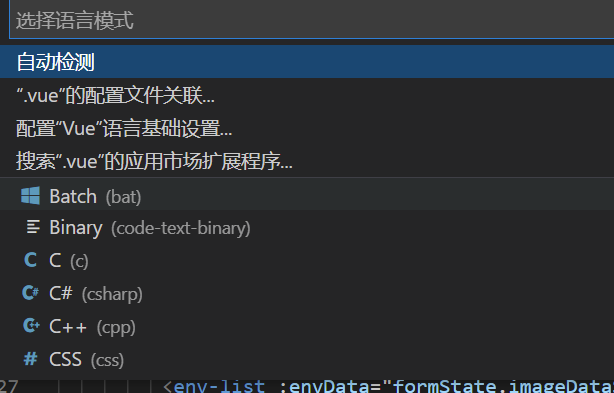 选择语言模式
自动检测
“.vue”的配置文件关联...
配置“Vue”语言基础设置...
搜索“.vue”的应用市场扩展程序...
Batch (bat)
Binary (code-text-binary)
C (c)
C# (csharp)
C++ (cpp)
CSS (css)
27 <env-list :envData="formState.imageData